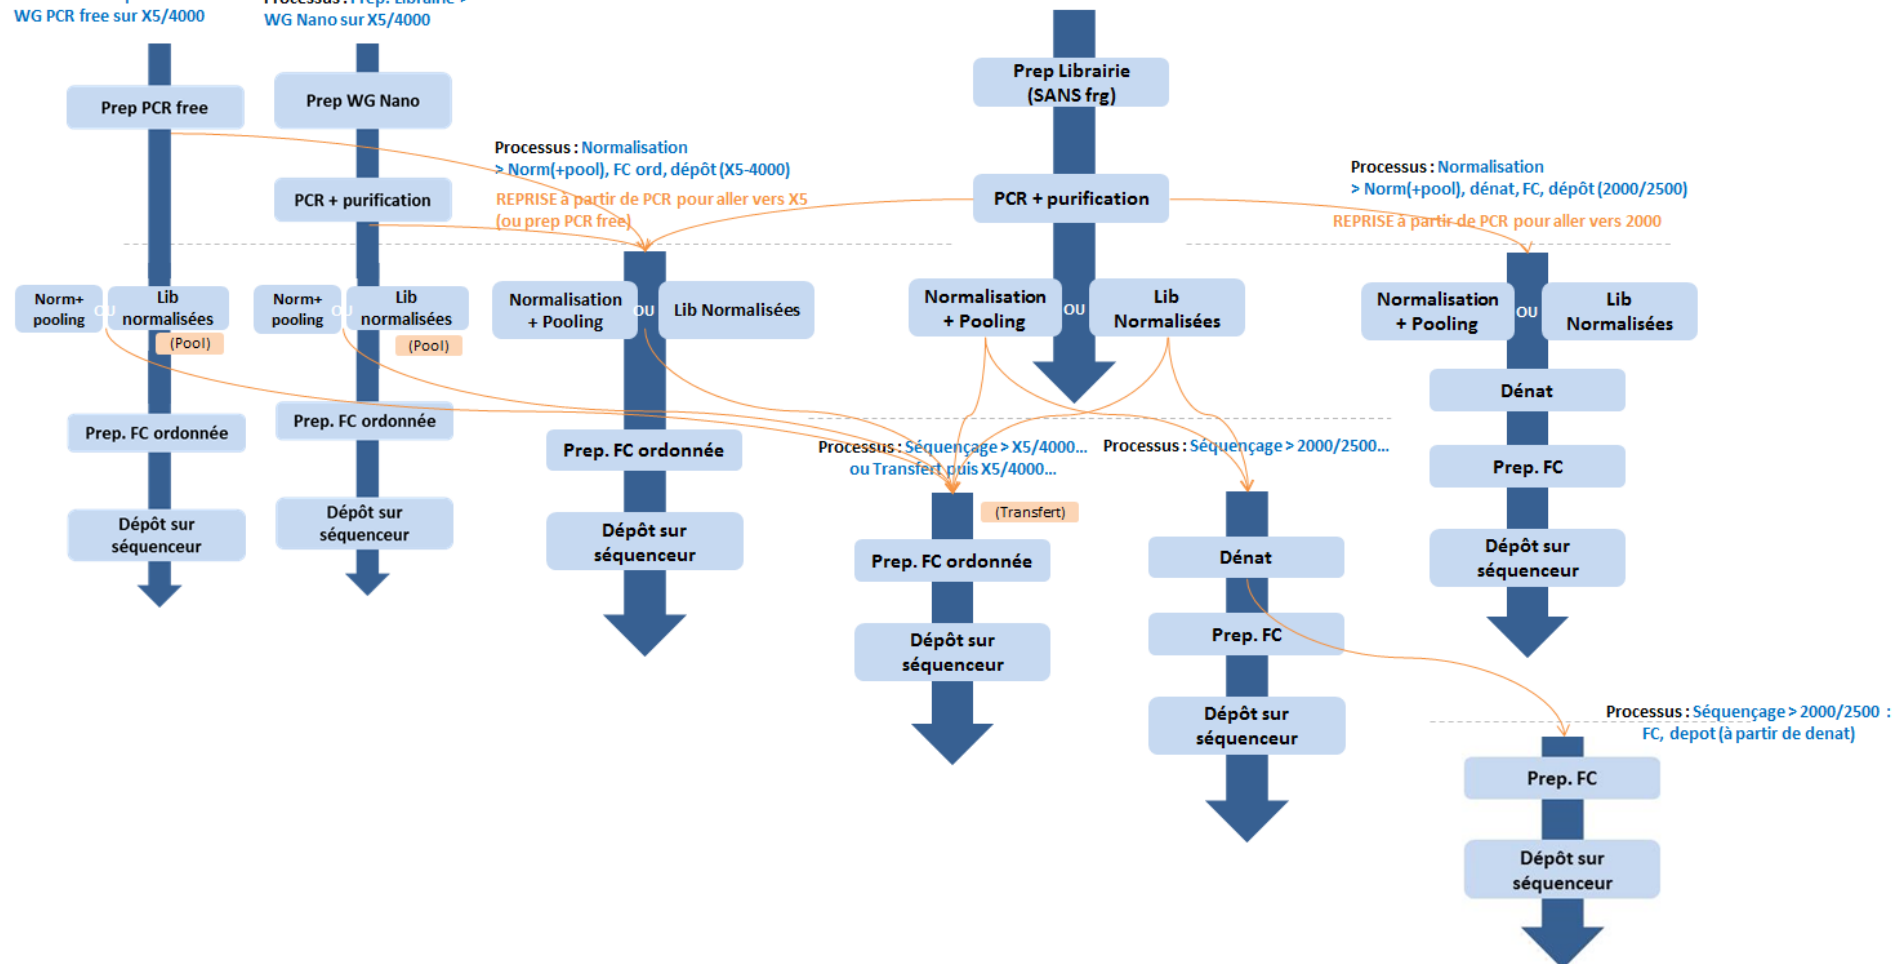 WG PCR free sur X5/4000
Processus : Prep. Librairie >
WG Nano sur X5/4000
Prep PCR free
Prep WG Nano
PCR + purification
Norm+
pooling
OU
Lib
normalisées
(Pool)
Norm+
pooling
OU
Lib
normalisées
(Pool)
Prep. FC ordonnée
Prep. FC ordonnée
Dépôt sur
séquenceur
Dépôt sur
séquenceur
Processus : Normalisation
> Norm(+pool), FC ord, dépôt (X5-4000)
REPRISE à partir de PCR pour aller vers X5
(ou prep PCR free)
Normalisation
+ Pooling
OU
Lib Normalisées
Prep. FC ordonnée
Dépôt sur
séquenceur
Prep Librairie
(SANS frg)
PCR + purification
Normalisation
+ Pooling
OU
Lib
Normalisées
Processus : Séquençage > X5/4000...
ou Transfert puis X5/4000...
(Transfert)
Prep. FC ordonnée
Dépôt sur
séquenceur
Processus : Séquençage > 2000/2500...
Dénat
Prep. FC
Dépôt sur
séquenceur
Processus : Normalisation
> Norm(+pool), dénat, FC, dépôt (2000/2500)
REPRISE à partir de PCR pour aller vers 2000
Normalisation
+ Pooling
OU
Lib
Normalisées
Dénat
Prep. FC
Dépôt sur
séquenceur
Processus : Séquençage > 2000/2500 :
FC, depot (à partir de denat)
Prep. FC
Dépôt sur
séquenceur